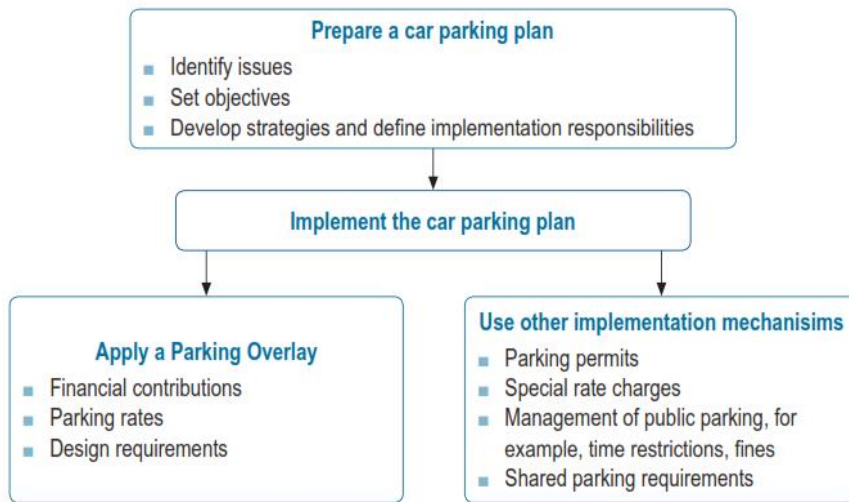 Prepare a car parking plan
■ Identify issues
■ Set objectives
■ Develop strategies and define implementation responsibilities
Implement the car parking plan
Apply a Parking Overlay
■ Financial contributions
■ Parking rates
■ Design requirements
Use other implementation mechanisims
■ Parking permits
■ Special rate charges
■ Management of public parking, for
example, time restrictions, fines
■ Shared parking requirements